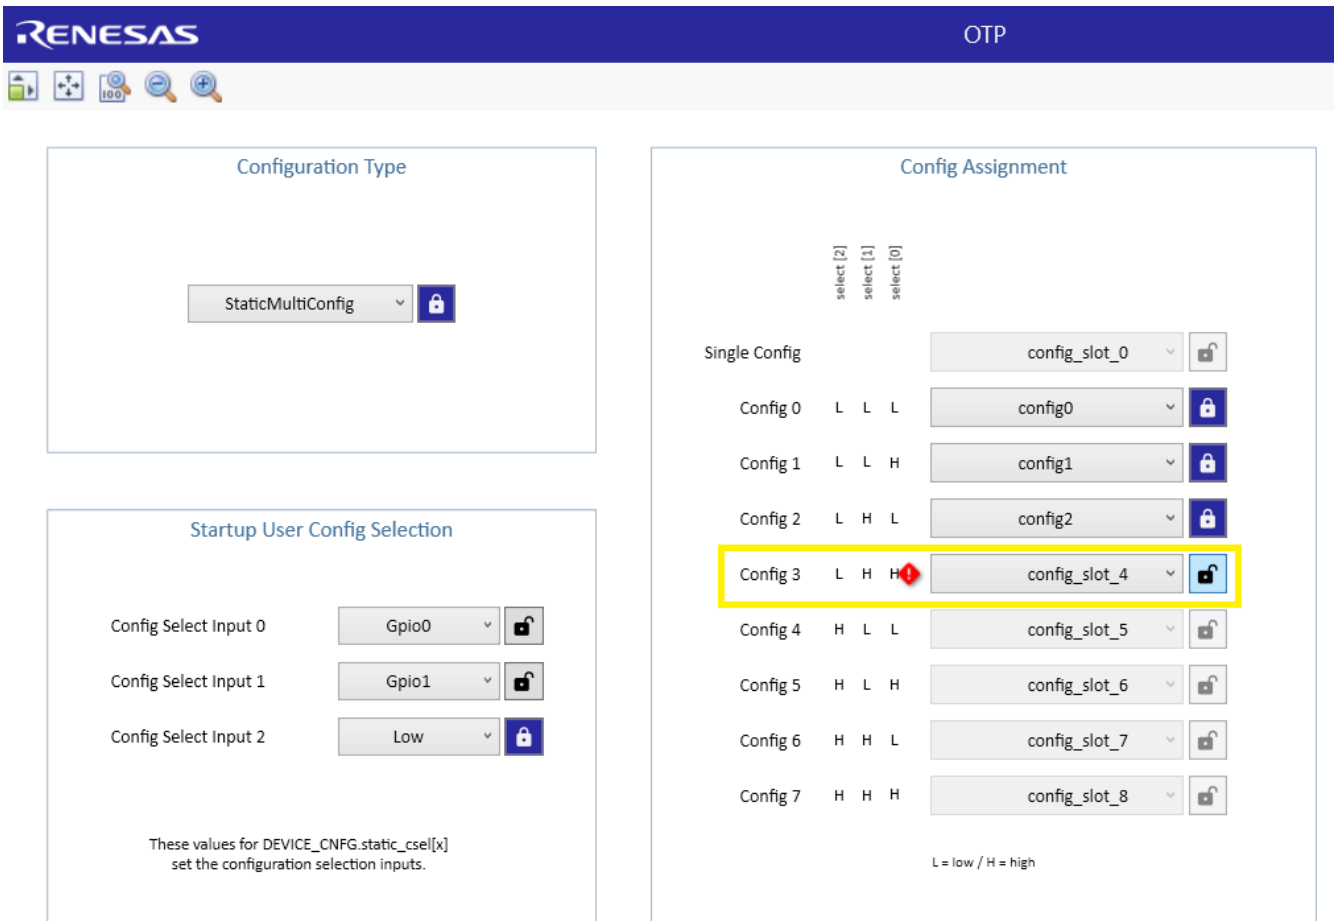 RENESAS
OTP
100
Configuration Type
StaticMultiConfig
Startup User Config Selection
Config Select Input 0 Gpio0
Config Select Input 1 Gpio1
Config Select Input 2 Low
These values for DEVICE_CNFG.static_csel[x]
set the configuration selection inputs.
Config Assignment
select [2] select [1] select [0]
Single Config config_slot_0
Config 0 L L L config0
Config 1 L L H config1
Config 2 L H L config2
Config 3 L H H config_slot_4
Config 4 H L L config_slot_5
Config 5 H L H config_slot_6
Config 6 H H L config_slot_7
Config 7 H H H config_slot_8
L = low / H = high